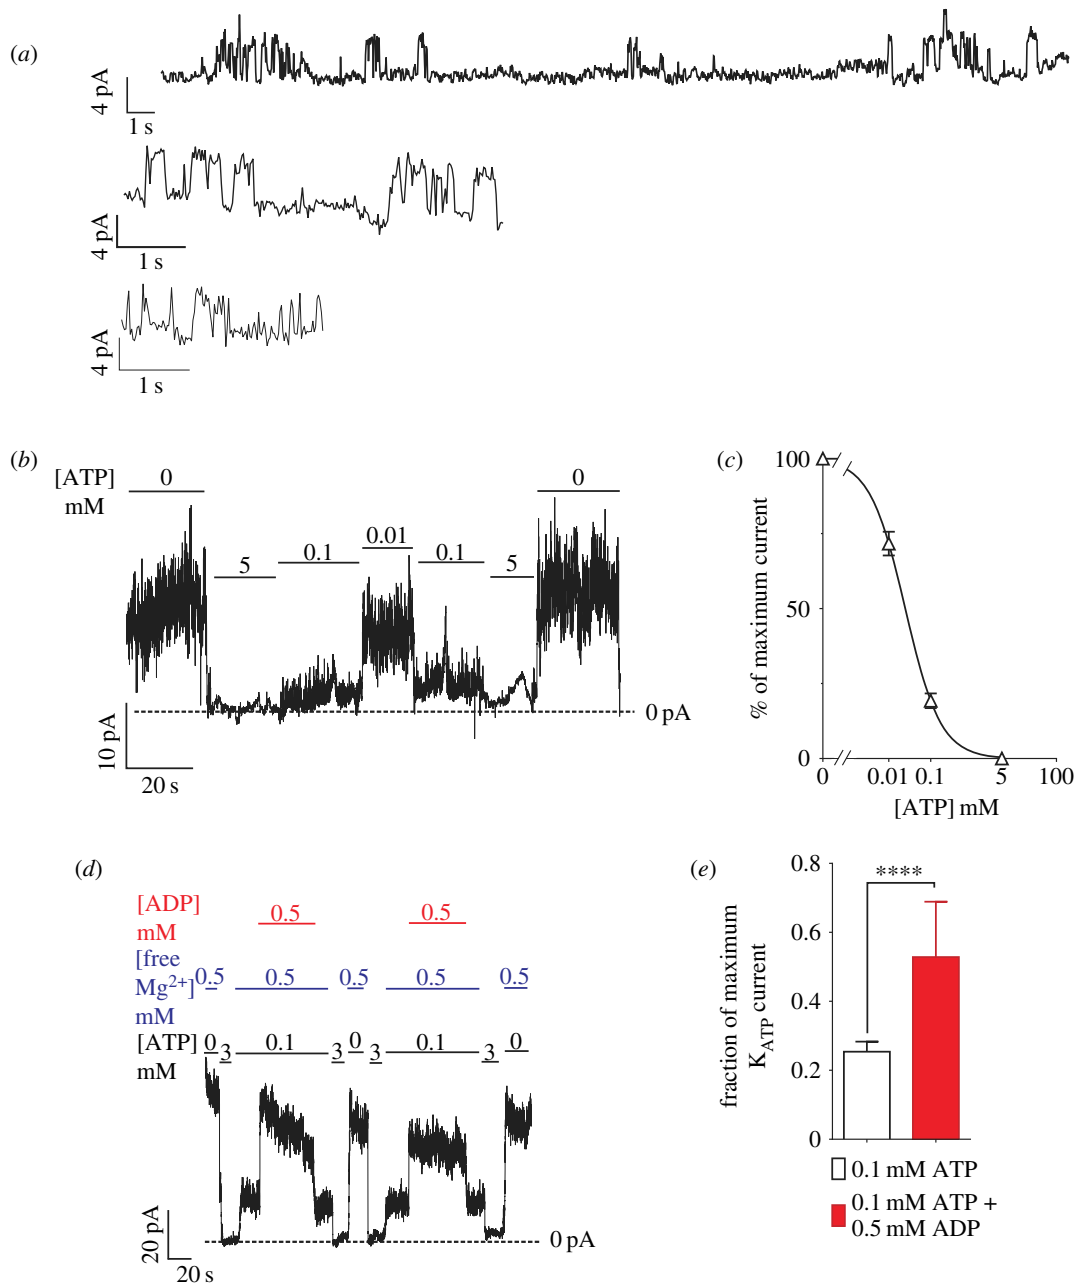 (a)
4 pA
1 s
4 pA
1 s
4 pA
1 s
(b)
[ATP]
mM
0
5
0.1
0.01
0.1
5
0
0 pA
10 pA
20 s
(c)
% of maximum current
100
50
0
0 0.01 0.1 5 100
[ATP] mM
(d)
[ADP]
mM
0.5 0.5
[free
Mg2+]
mM
0.5 0.5 0.5 0.5 0.5
[ATP]
mM
0 3 0.1 3 0 3 0.1 3 0
0 pA
20 pA
20 s
(e)
fraction of maximum
KATP current
0.8
0.6
0.4
0.2
0
****
0.1 mM ATP
0.1 mM ATP +
0.5 mM ADP